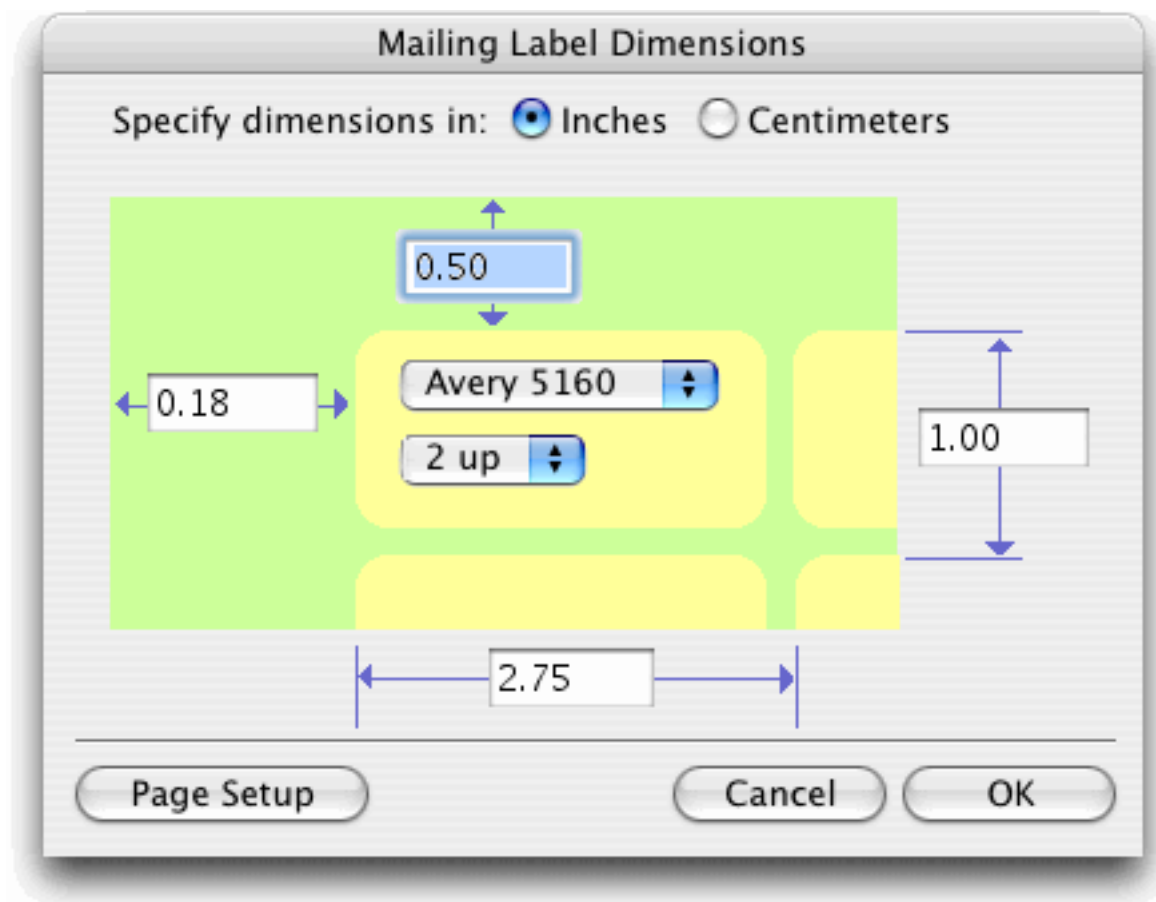 Mailing Label Dimensions
Specify dimensions in: Inches Centimeters
0.50
Avery 5160
0.18
2 up
1.00
2.75
Page Setup Cancel OK